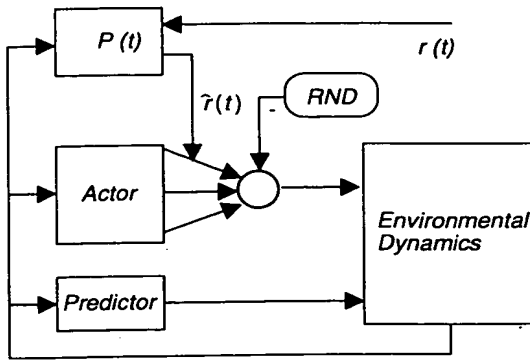 P (t)
r (t)
r̂(t)
RND
Actor
Environmental
Dynamics
Predictor